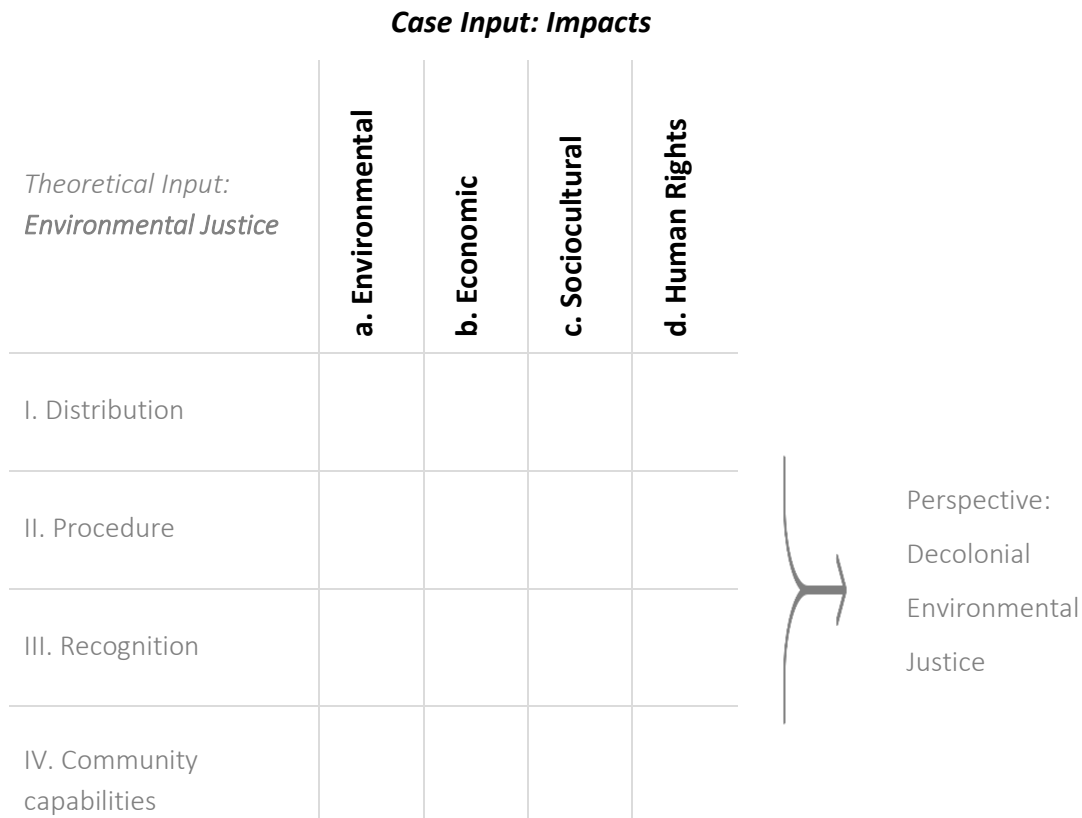 Case Input: Impacts
Theoretical Input:
Environmental Justice
a. Environmental
b. Economic
c. Sociocultural
d. Human Rights
I. Distribution
II. Procedure
III. Recognition
IV. Community
capabilities
Perspective:
Decolonial
Environmental
Justice